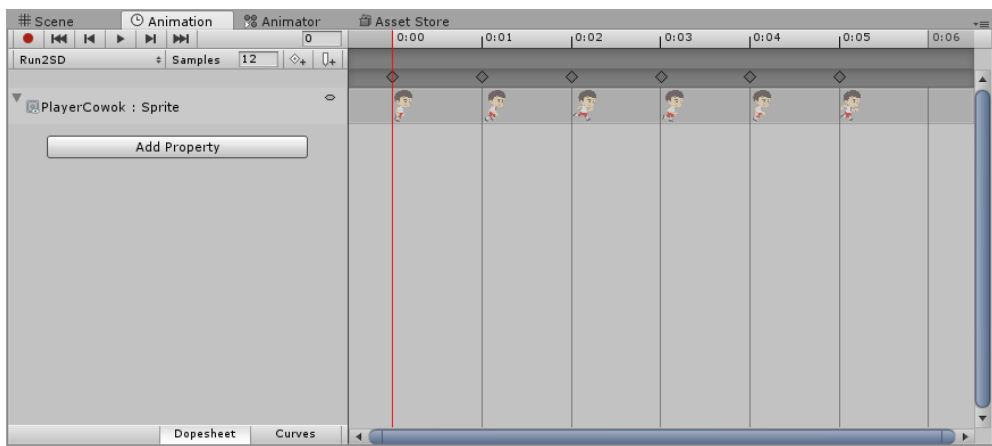 Scene Animation Animator Asset Store
0 0:00 0:01 0:02 0:03 0:04 0:05 0:06
Run2SD Samples 12
PlayerCowok : Sprite
Add Property
Dopesheet Curves